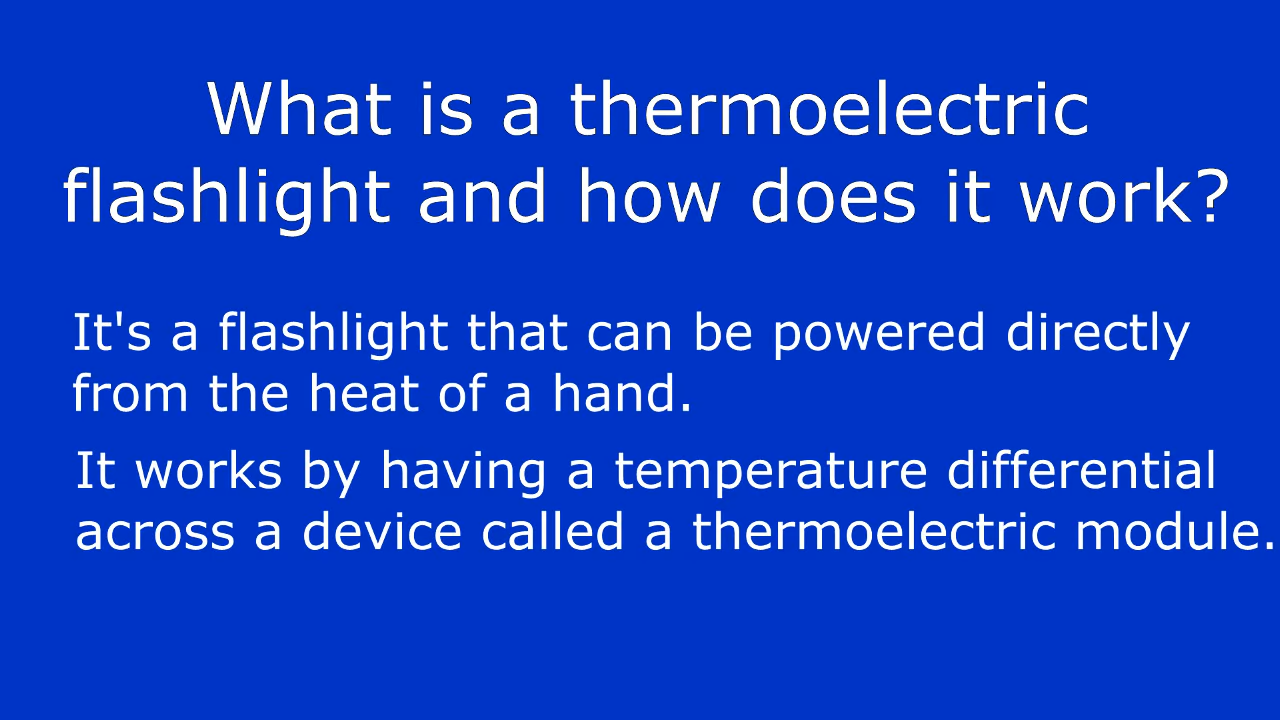 What is a thermoelectric
flashlight and how does it work?
It's a flashlight that can be powered directly
from the heat of a hand.
It works by having a temperature differential
across a device called a thermoelectric module.